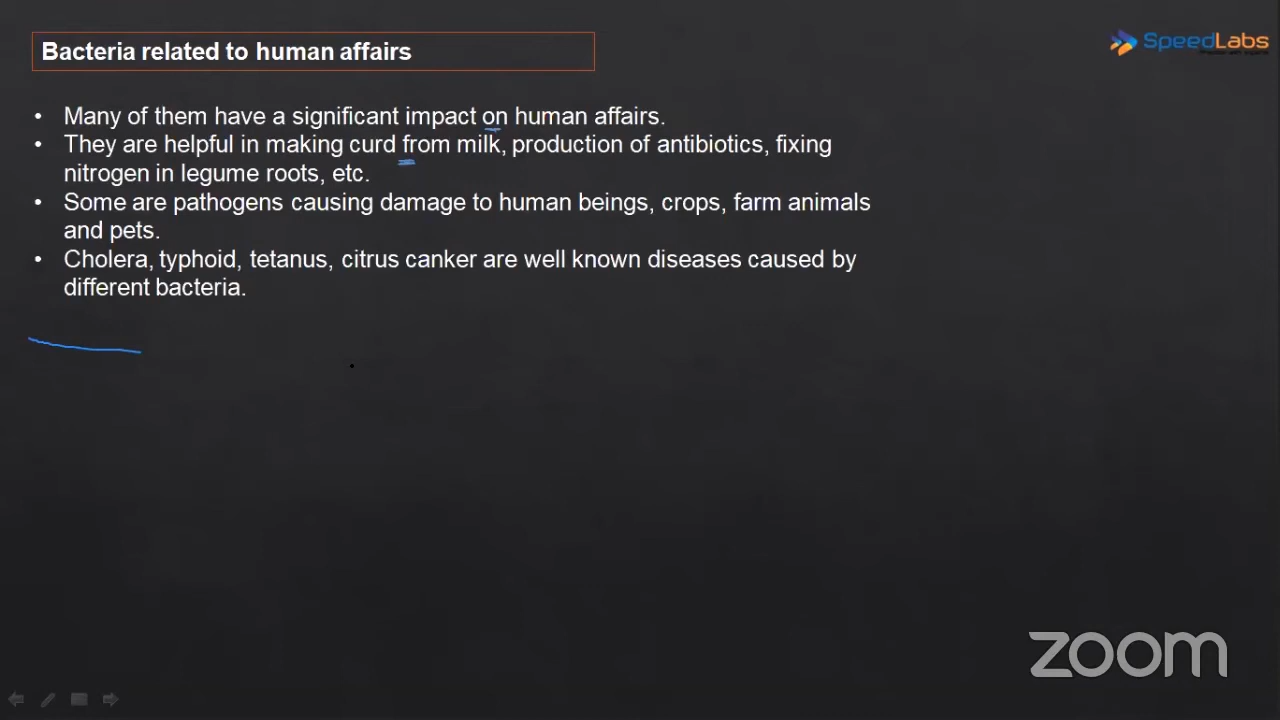 Bacteria related to human affairs
SpeedLabs
• Many of them have a significant impact on human affairs.
• They are helpful in making curd from milk, production of antibiotics, fixing
nitrogen in legume roots, etc.
• Some are pathogens causing damage to human beings, crops, farm animals
and pets.
• Cholera, typhoid, tetanus, citrus canker are well known diseases caused by
different bacteria.
zoom